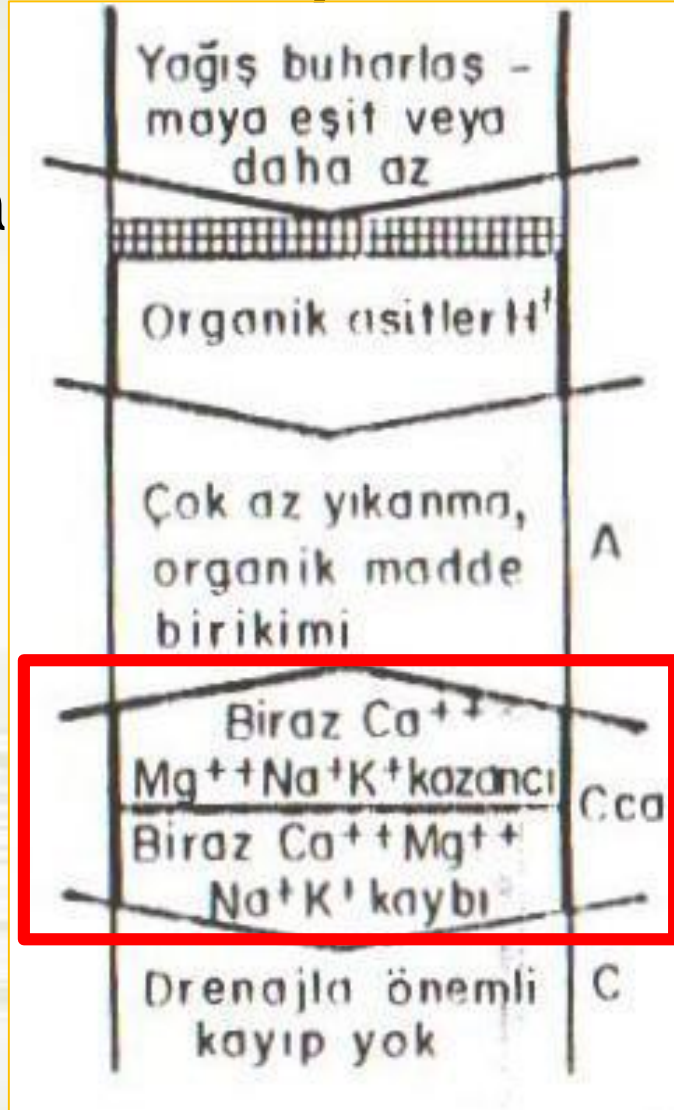 Yağış buharlaş -
maya eşit veya
daha az
Organik asitler H⁺
Çok az yıkanma,
organik madde
birikimi
A
Biraz Ca⁺⁺
Mg⁺⁺Na⁺K⁺kazancı
Cca
Biraz Ca⁺⁺Mg⁺⁺
Na⁺K⁺ kaybı
Drenajla önemli
kayıp yok
C